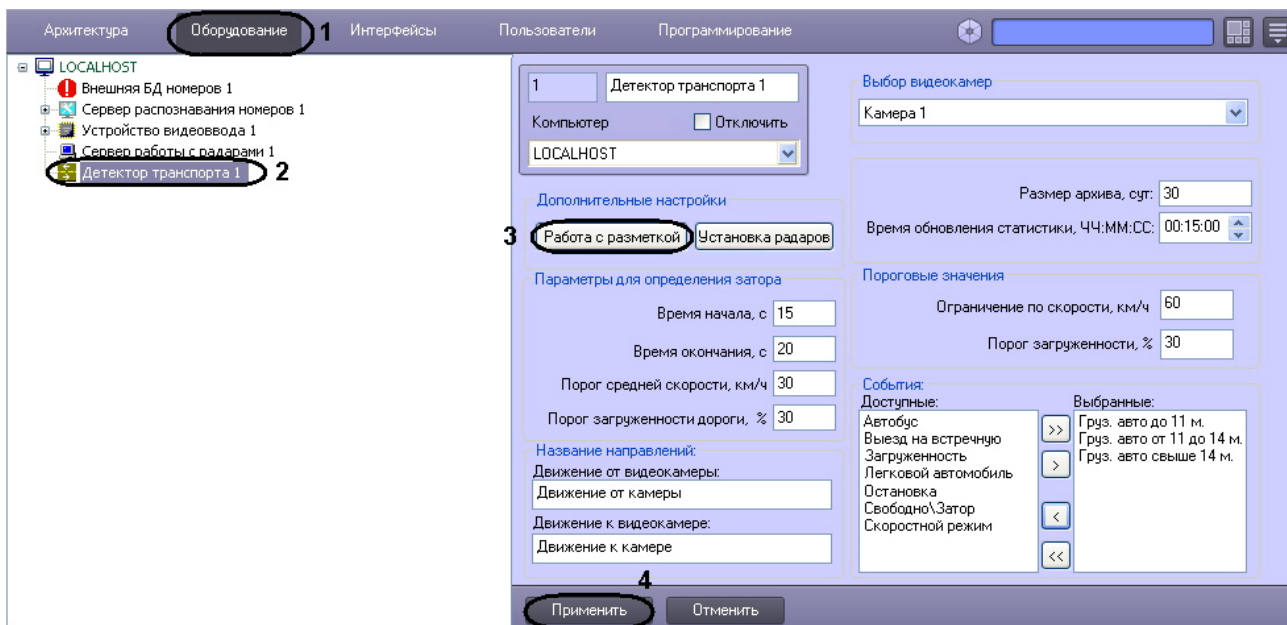 Архитектура Оборудование 1 Интерфейсы Пользователи Программирование
LOCALHOST
Внешняя БД номеров 1
Сервер распознавания номеров 1
Устройство видеоввода 1
Сервер работы с радарами 1
Детектор транспорта 1 2
1 Детектор транспорта 1
Компьютер Отключить
LOCALHOST
Дополнительные настройки
3 Работа с разметкой Установка радаров
Параметры для определения затора
Время начала, с 15
Время окончания, с 20
Порог средней скорости, км/ч 30
Порог загруженности дороги, % 30
Название направлений:
Движение от видеокамеры:
Движение от камеры
Движение к видеокамере:
Движение к камере
Выбор видеокамер
Камера 1
Размер архива, сут: 30
Время обновления статистики, ЧЧ:ММ:СС: 00:15:00
Пороговые значения
Ограничение по скорости, км/ч 60
Порог загруженности, % 30
События:
Доступные:
Автобус
Выезд на встречную
Загруженность
Легковой автомобиль
Остановка
Свободно\Затор
Скоростной режим
>>
>
<
<<
Выбранные:
Груз. авто до 11 м.
Груз. авто от 11 до 14 м.
Груз. авто свыше 14 м.
4
Применить Отменить